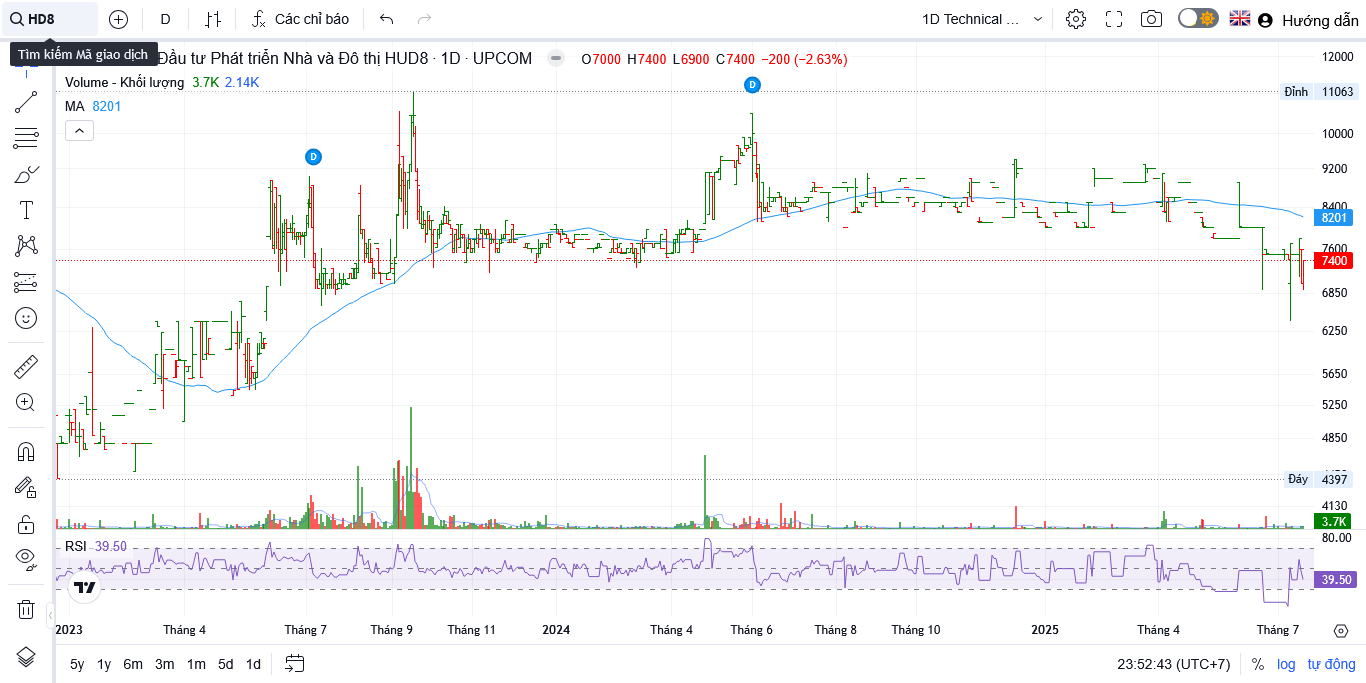 HD8 D Các chỉ báo 1D Technical ... Hướng dẫn
Tìm kiếm Mã giao dịch
Đầu tư Phát triển Nhà và Đô thị HUD8 · 1D · UPCOM O7000 H7400 L6900 C7400 −200 (−2.63%)
Volume - Khối lượng 3.7K 2.14K
MA 8201
D
D
12000
Đỉnh 11063
10000
9200
8400
8201
7600
7400
6850
6250
5650
5250
4850
Đáy 4397
4130
3.7K
80.00
RSI 39.50
39.50
2023 Tháng 4 Tháng 7 Tháng 9 Tháng 11 2024 Tháng 4 Tháng 6 Tháng 8 Tháng 10 2025 Tháng 4 Tháng 7
5y 1y 6m 3m 1m 5d 1d 23:52:43 (UTC+7) % log tự động